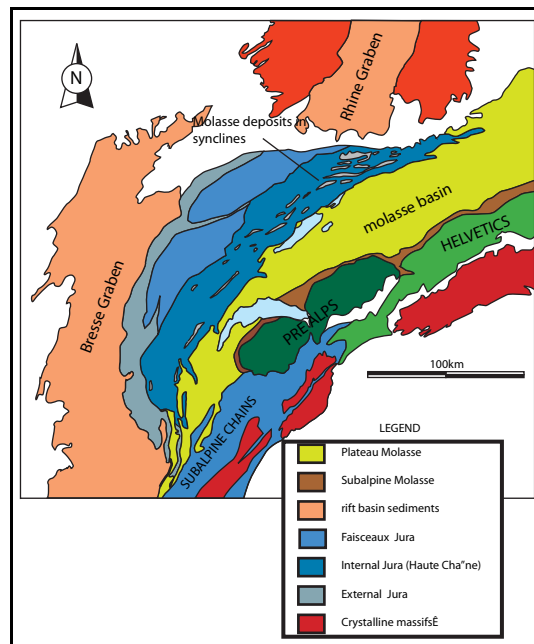 N
Rhine Graben
Molasse deposits in
synclines
molasse basin
HELVETICS
PREALPS
Bresse Graben
100km
SUBALPINE CHAINS
LEGEND
Plateau Molasse
Subalpine Molasse
rift basin sediments
Faisceaux Jura
Internal Jura (Haute Cha"ne)
External Jura
Crystalline massifsÊ